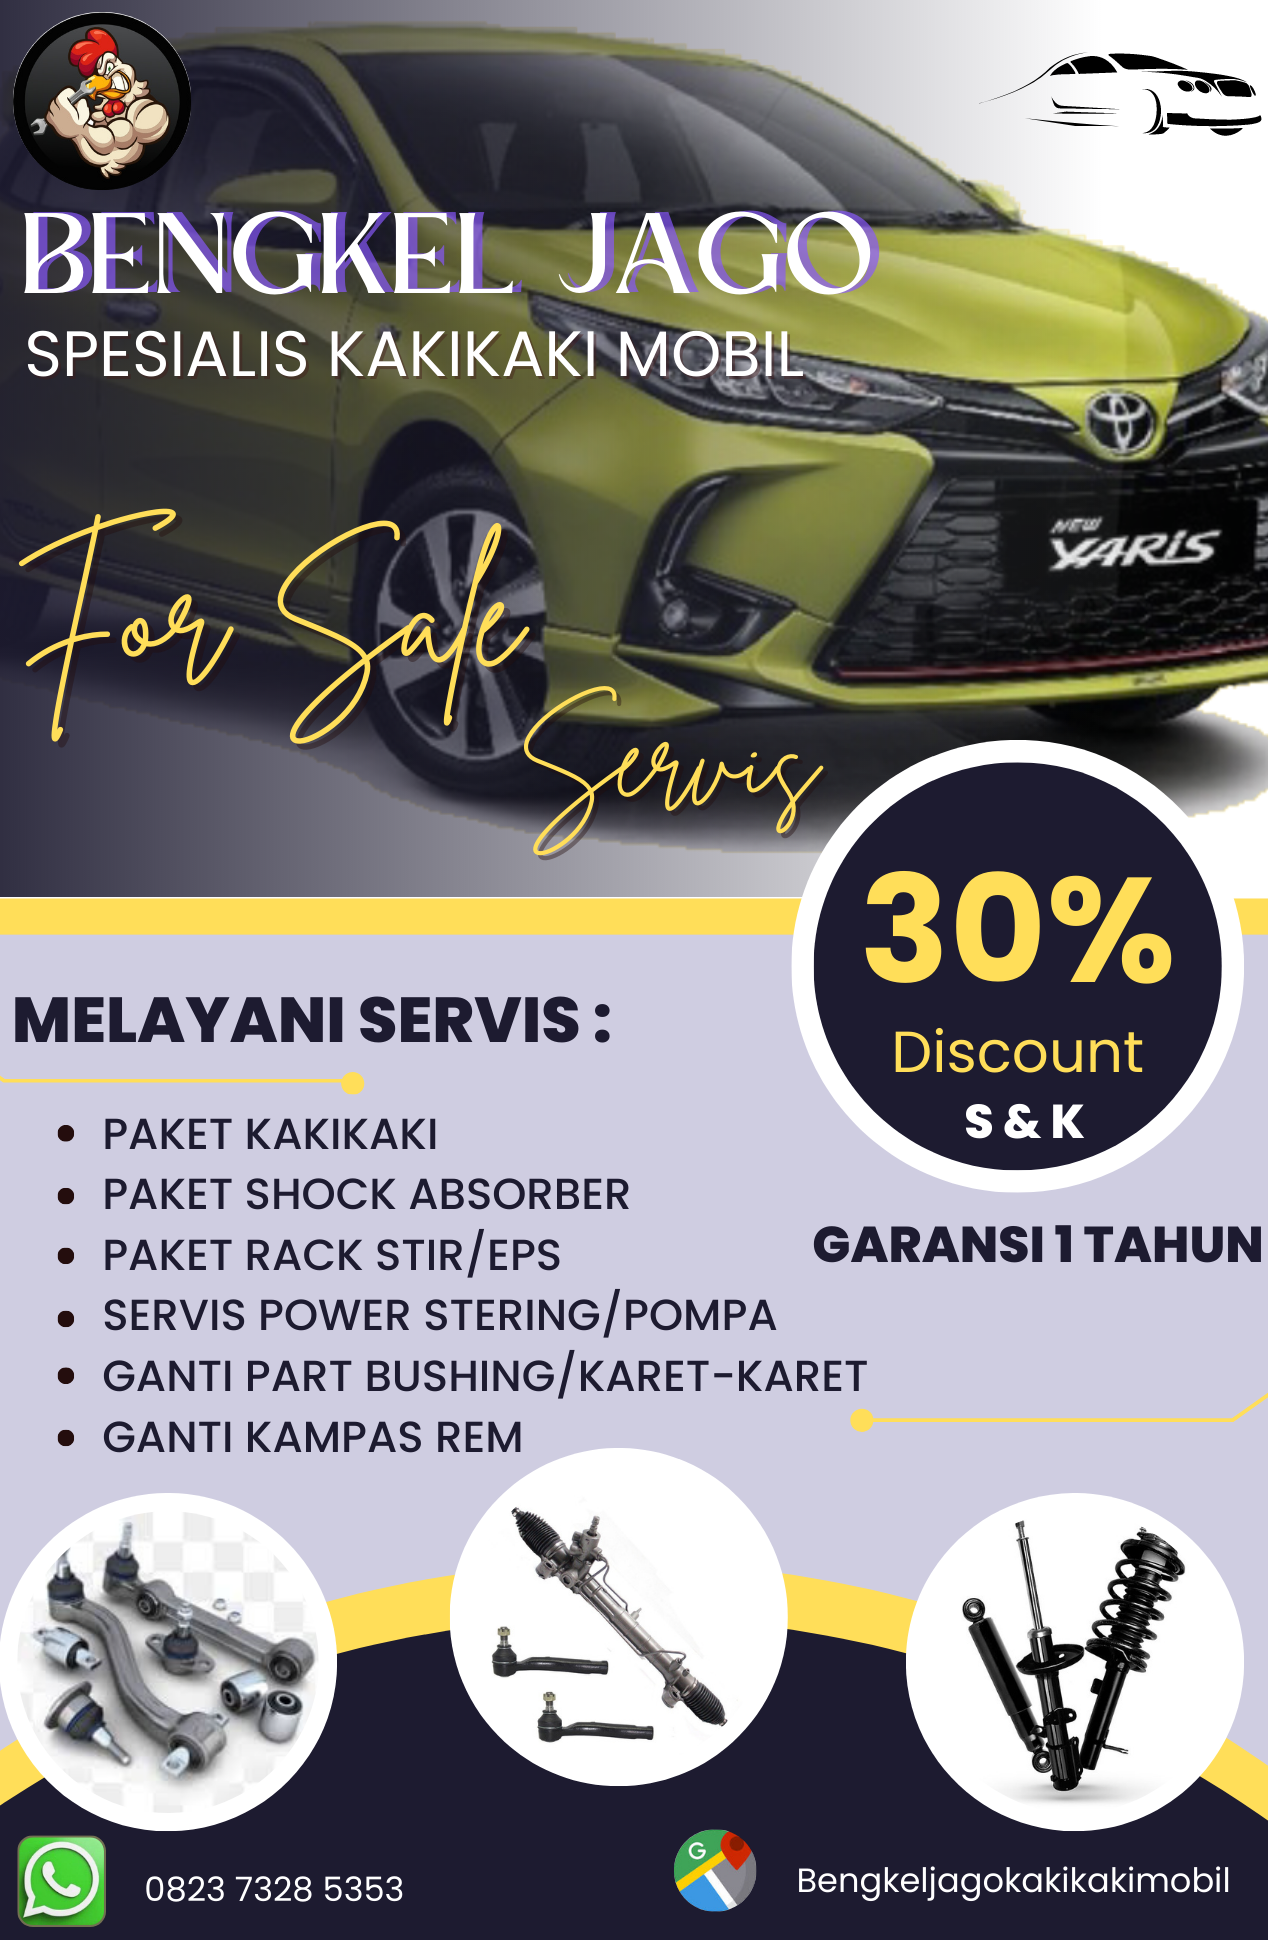 BENGKEL JAGO
SPESIALIS KAKIKAKI MOBIL
NEW
YARIS
For Sale
Servis
30%
Discount
S & K
MELAYANI SERVIS :
PAKET KAKIKAKI
PAKET SHOCK ABSORBER
PAKET RACK STIR/EPS
SERVIS POWER STERING/POMPA
GANTI PART BUSHING/KARET-KARET
GANTI KAMPAS REM
GARANSI 1 TAHUN
G
0823 7328 5353
Bengkeljagokakikakimobil